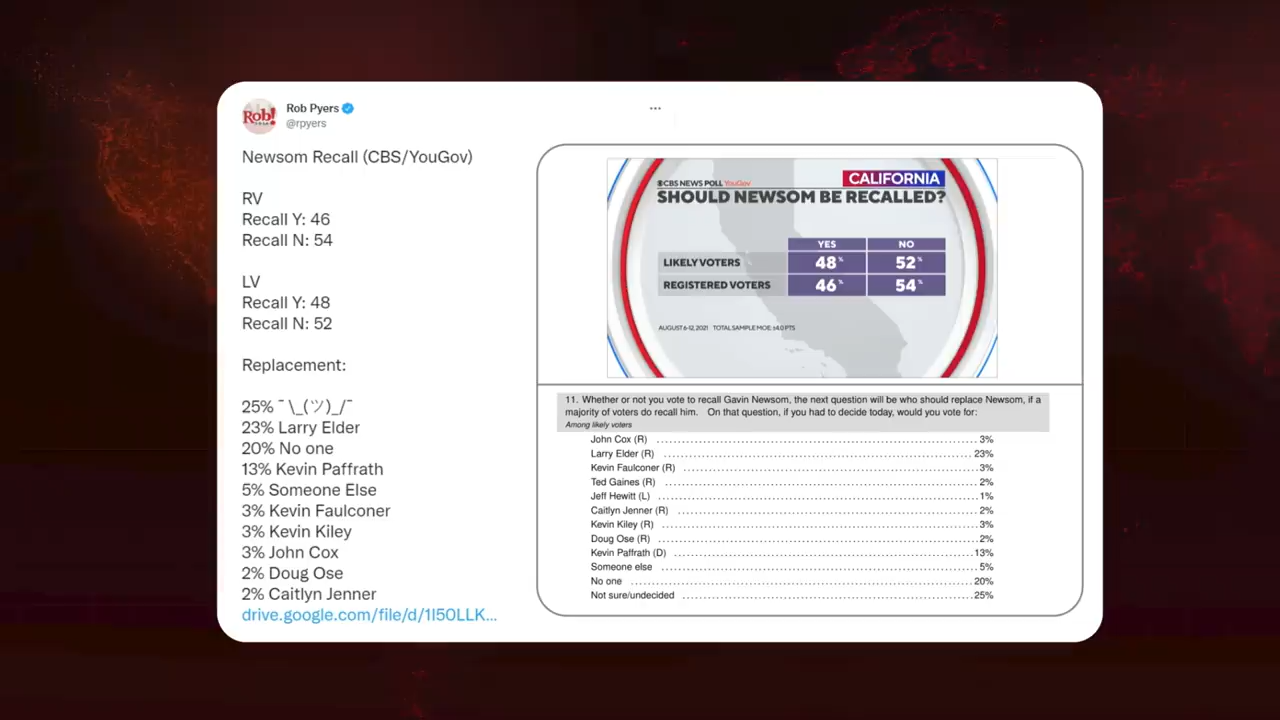 Rob!
Rob Pyers
@rpyers
...
Newsom Recall (CBS/YouGov)
RV
Recall Y: 46
Recall N: 54
LV
Recall Y: 48
Recall N: 52
Replacement:
25% ¯\_(ツ)_/¯
23% Larry Elder
20% No one
13% Kevin Paffrath
5% Someone Else
3% Kevin Faulconer
3% Kevin Kiley
3% John Cox
2% Doug Ose
2% Caitlyn Jenner
drive.google.com/file/d/1I50LLK...
CBS NEWS POLL YouGov
CALIFORNIA
SHOULD NEWSOM BE RECALLED?
YES NO
LIKELY VOTERS 48% 52%
REGISTERED VOTERS 46% 54%
AUGUST 6-12, 2021 TOTAL SAMPLE MOE: ±4.0 PTS
11. Whether or not you vote to recall Gavin Newsom, the next question will be who should replace Newsom, if a
majority of voters do recall him. On that question, if you had to decide today, would you vote for:
Among likely voters
John Cox (R) 3%
Larry Elder (R) 23%
Kevin Faulconer (R) 3%
Ted Gaines (R) 2%
Jeff Hewitt (L) 1%
Caitlyn Jenner (R) 2%
Kevin Kiley (R) 3%
Doug Ose (R) 2%
Kevin Paffrath (D) 13%
Someone else 5%
No one 20%
Not sure/undecided 25%